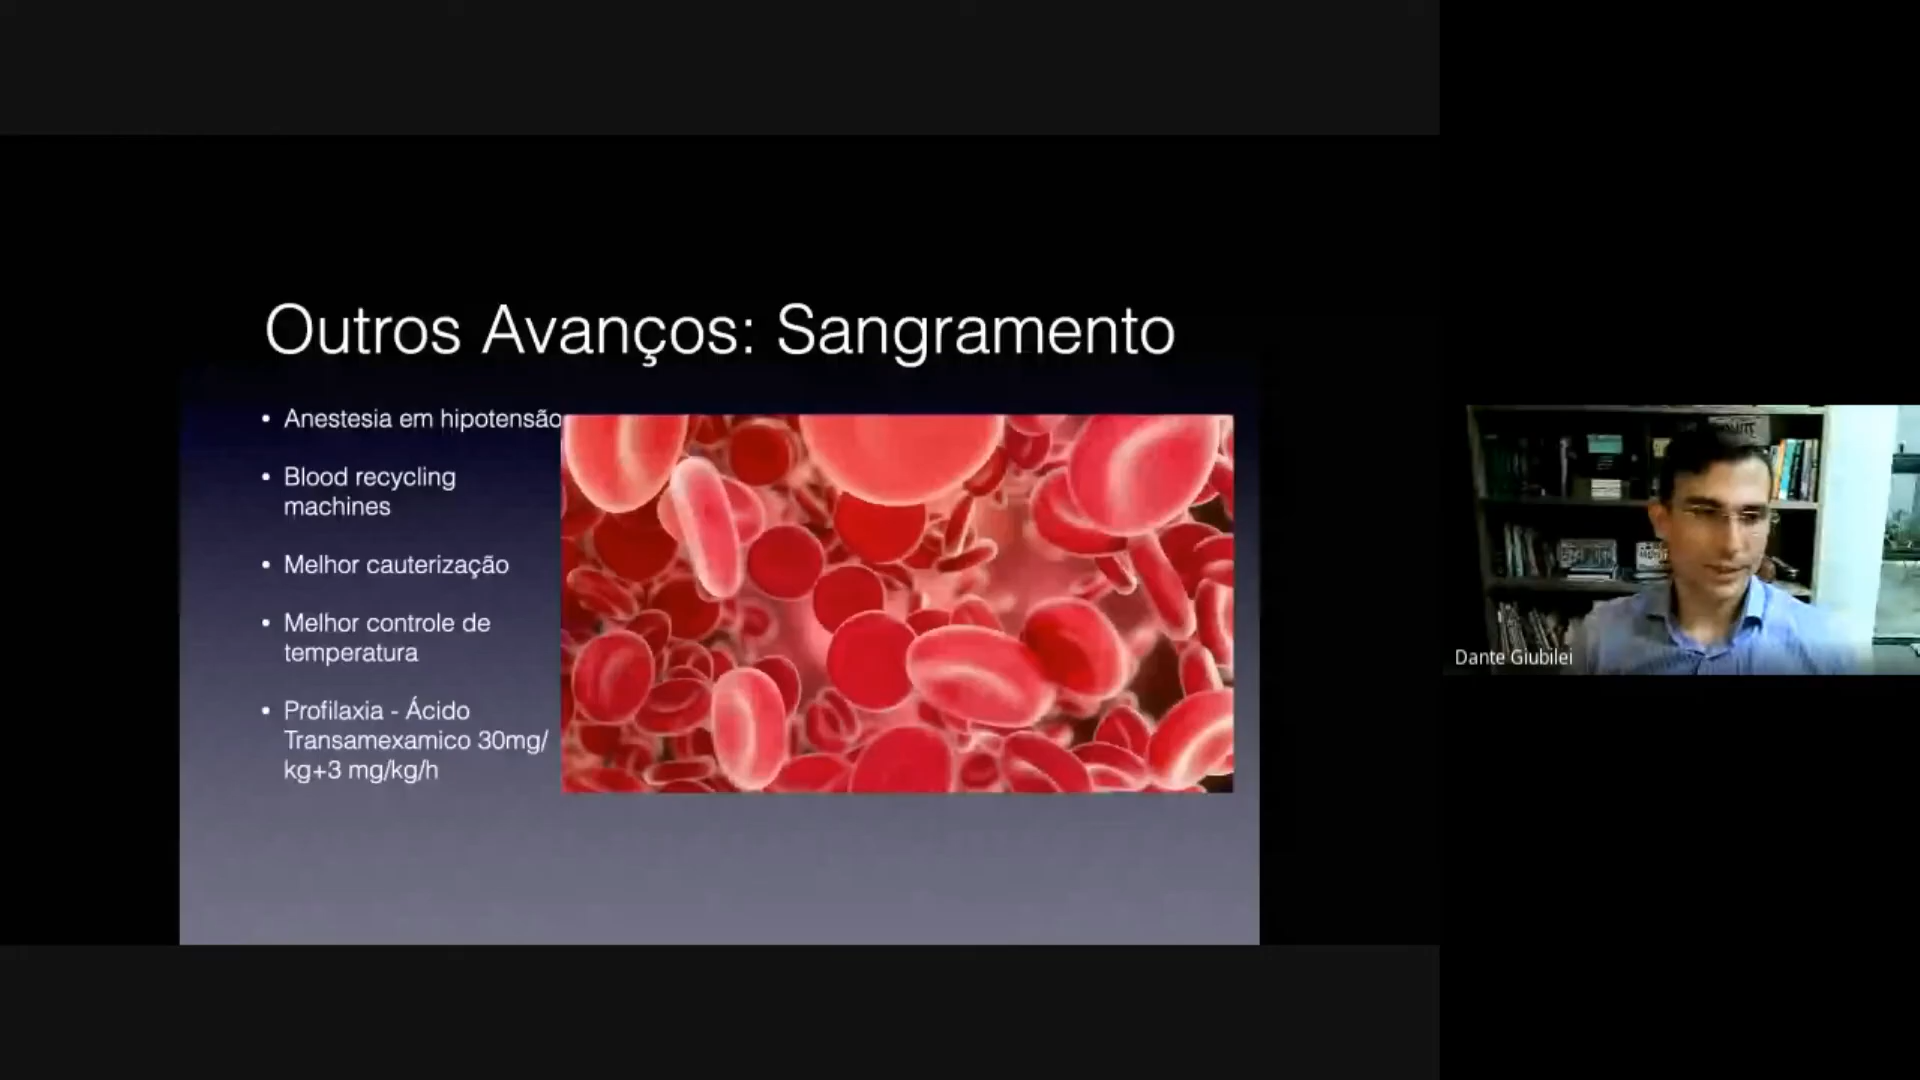 Outros Avanços: Sangramento
• Anestesia em hipotensão
• Blood recycling
machines
• Melhor cauterização
• Melhor controle de
temperatura
• Profilaxia - Ácido
Transamexamico 30mg/
kg+3 mg/kg/h
Dante Giubilei